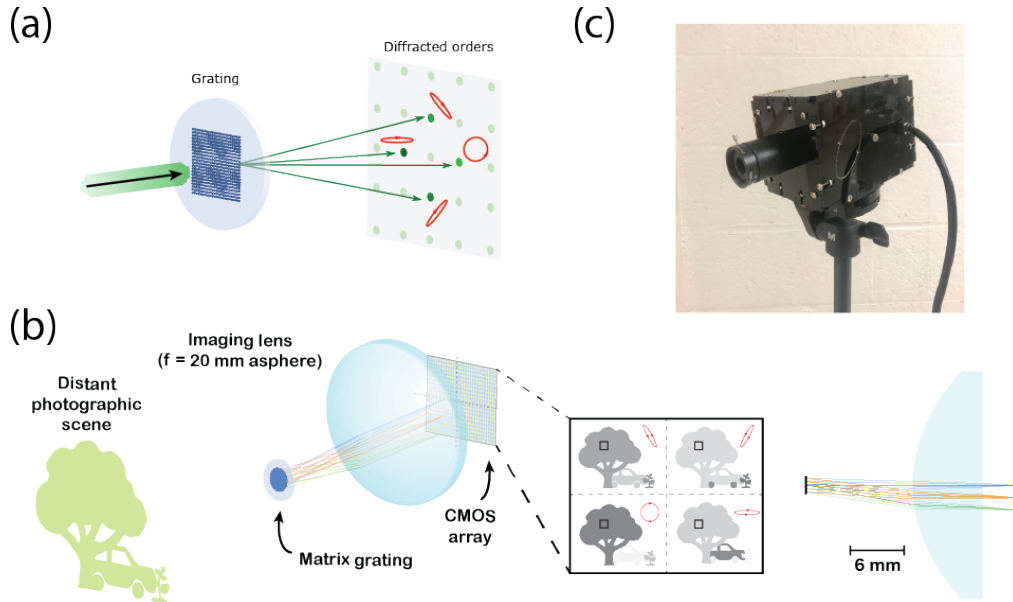 (a)
Grating
Diffracted orders
(c)
M
(b)
Imaging lens
(f = 20 mm asphere)
Distant
photographic
scene
Matrix grating
CMOS
array
6 mm